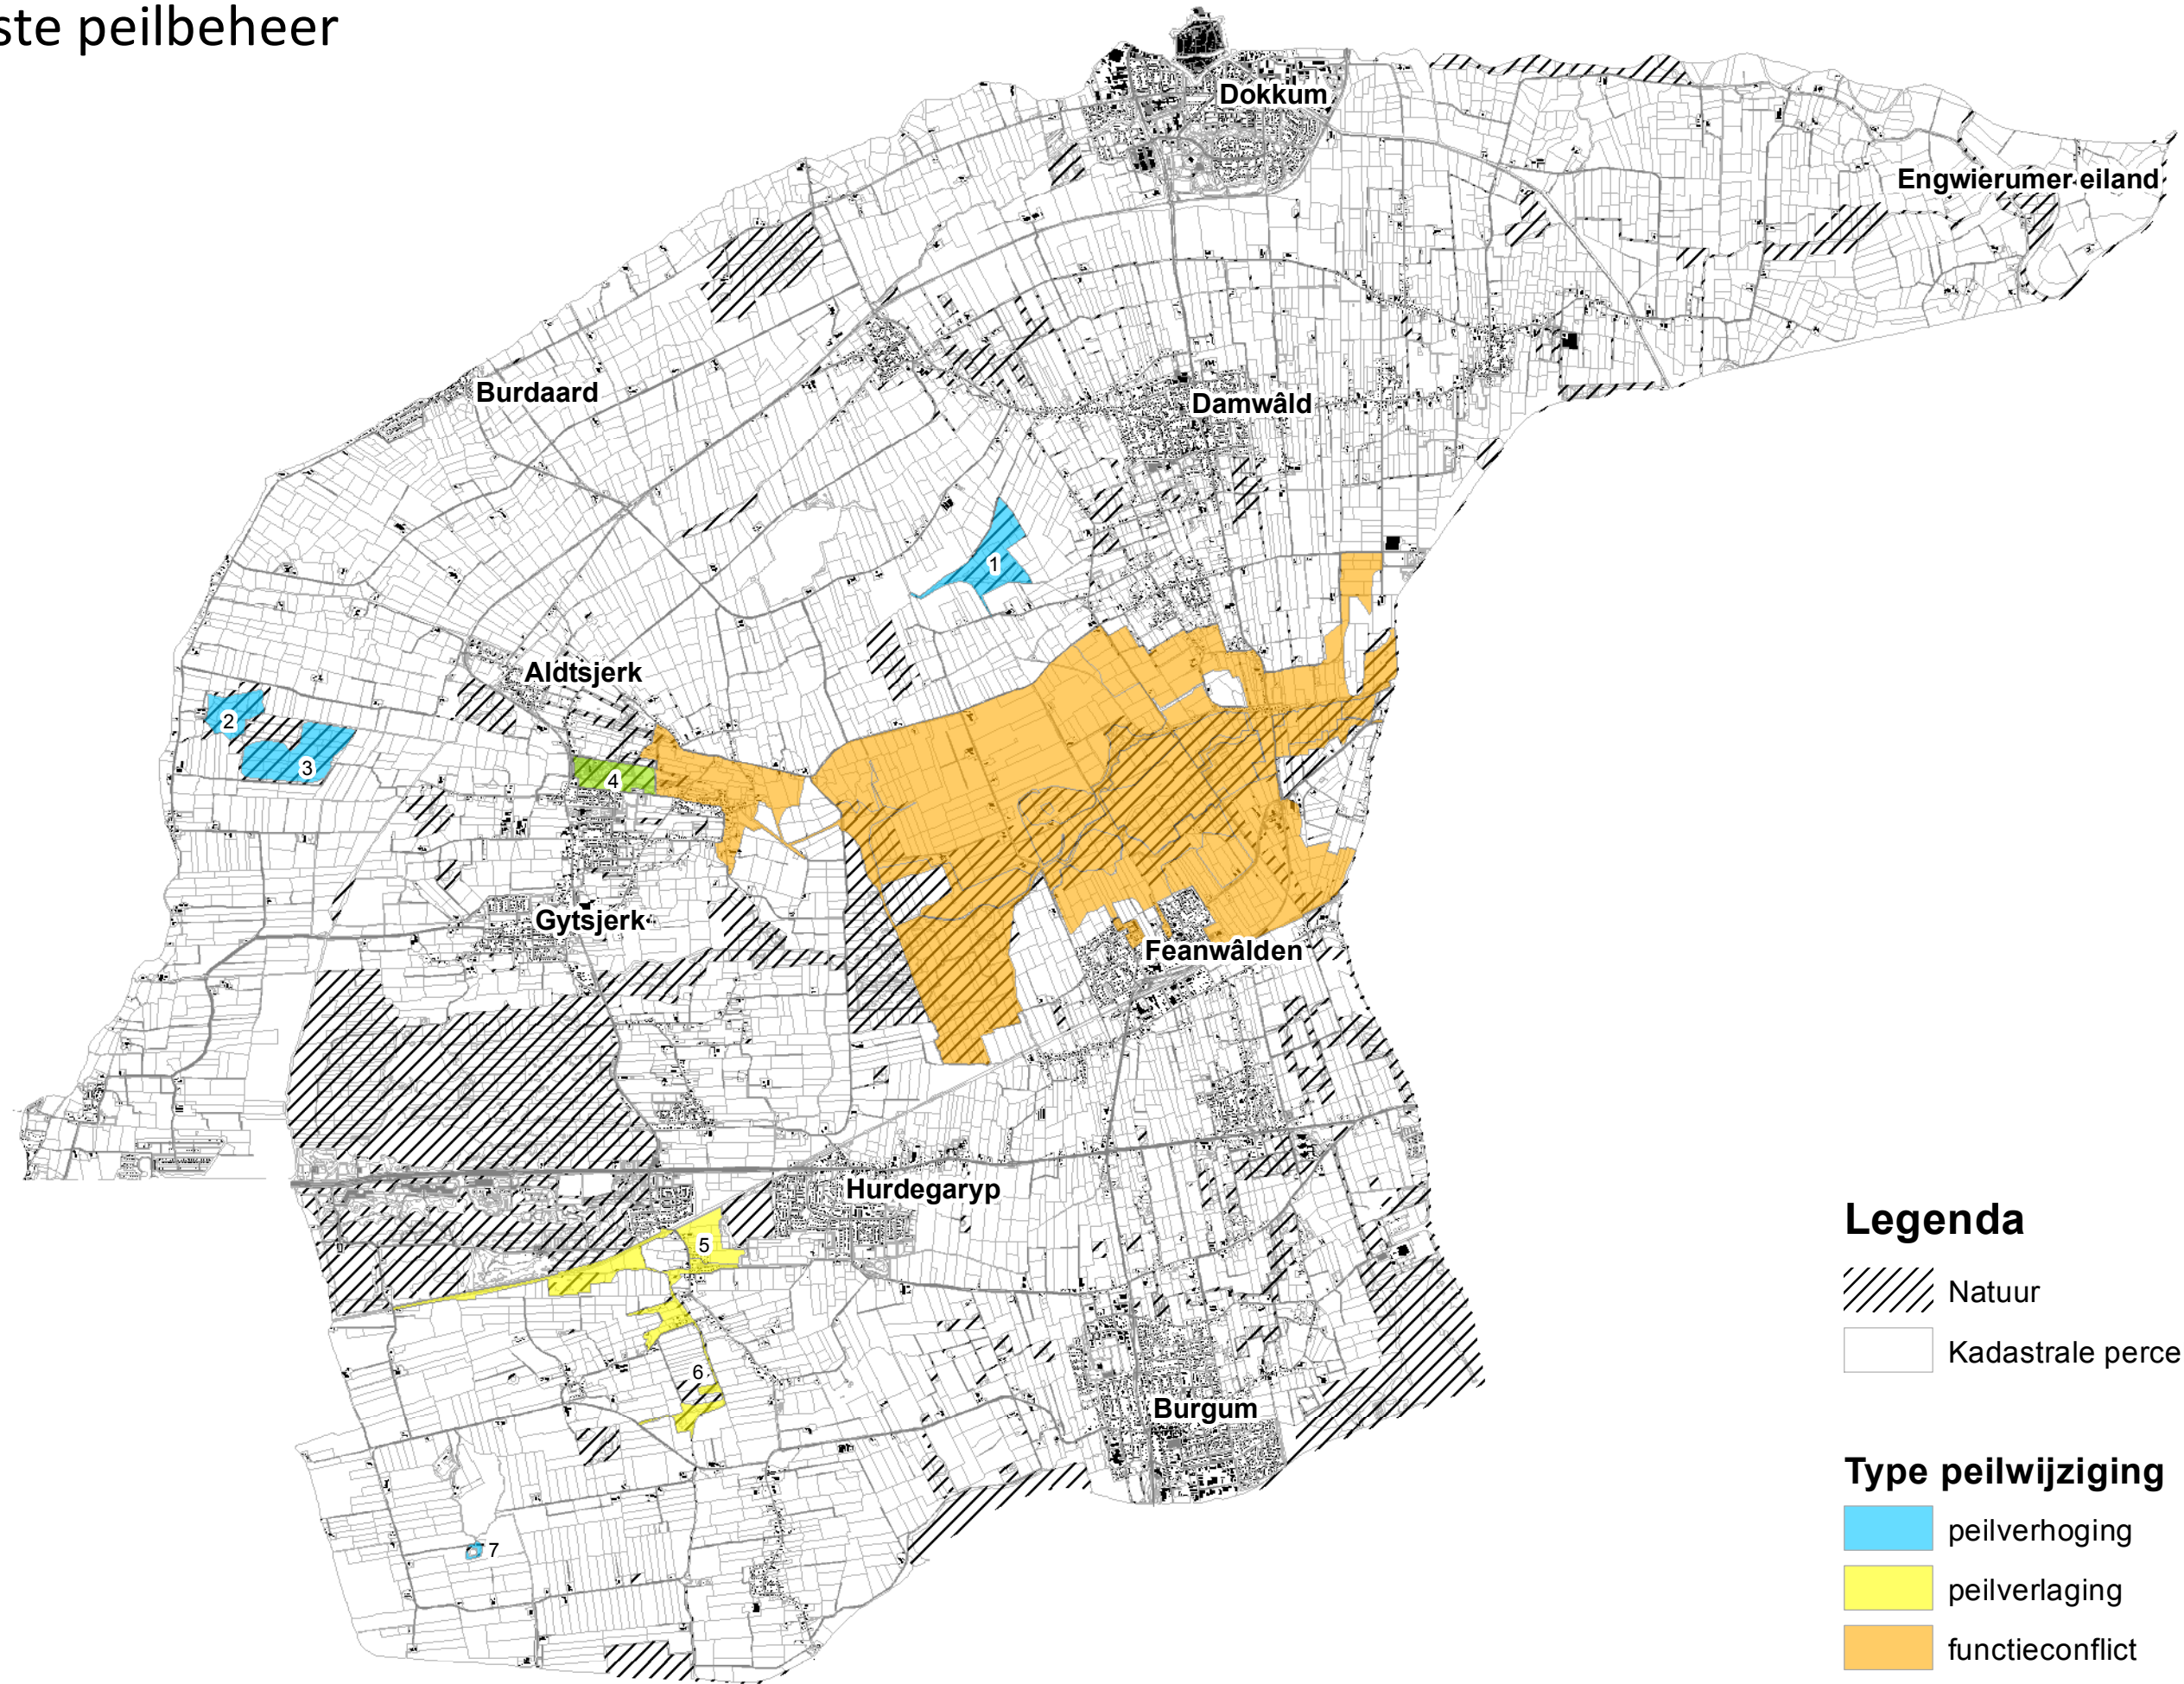 ste peilbeheer
Dokkum
Engwierumer eiland
Burdaard
Damwâld
1
Aldtsjerk
2
3
4
Gytsjerk
Feanwâlden
Hurdegaryp
5
6
Burgum
7
Legenda
Natuur
Kadastrale perce
Type peilwijziging
peilverhoging
peilverlaging
functieconflict